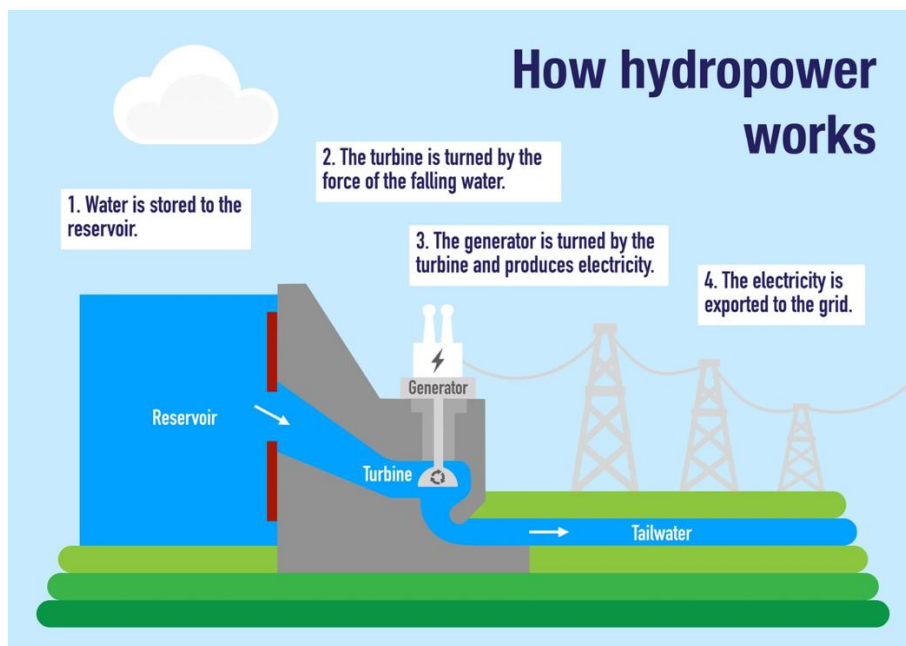 How hydropower
works
1. Water is stored to the
reservoir.
2. The turbine is turned by the
force of the falling water.
3. The generator is turned by the
turbine and produces electricity.
4. The electricity is
exported to the grid.
Generator
Reservoir
Turbine
Tailwater